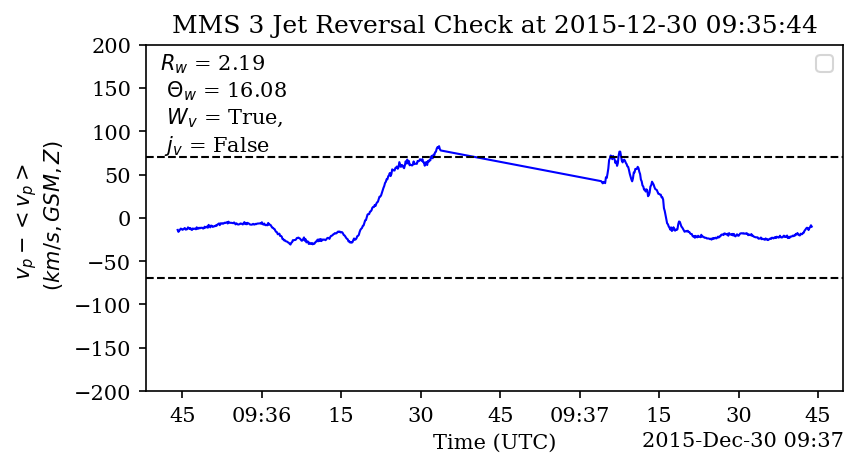 MMS 3 Jet Reversal Check at 2015-12-30 09:35:44
R_w = 2.19
Θ_w = 16.08
W_v = True,
j_v = False
v_p − < v_p >
(km/s, GSM, Z)
200
150
100
50
0
−50
−100
−150
−200
45 09:36 15 30 45 09:37 15 30 45
Time (UTC)
2015-Dec-30 09:37